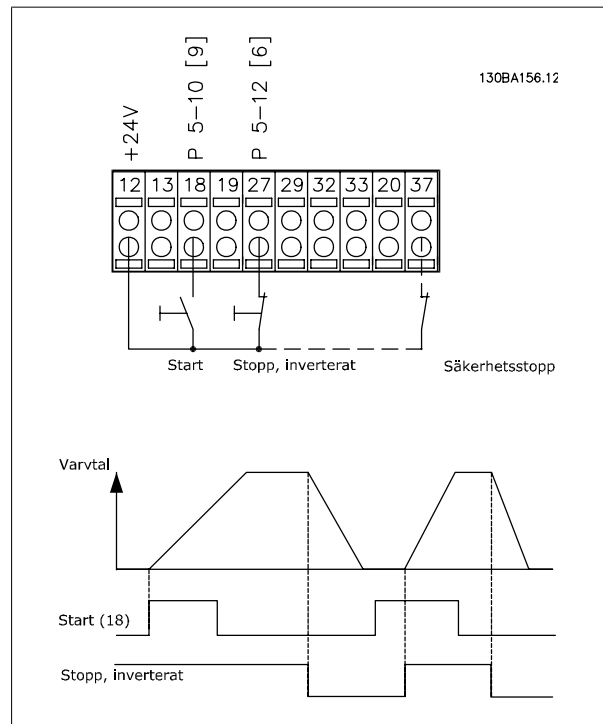 +24V
P 5-10 [9]
P 5-12 [6]
130BA156.12
12 13 18 19 27 29 32 33 20 37
Start Stopp, inverterat Säkerhetsstopp
Varvtal
Start (18)
Stopp, inverterat